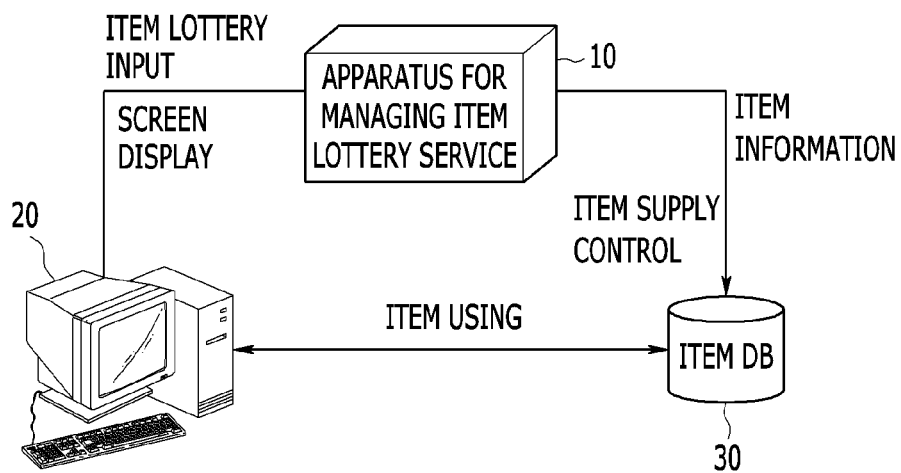 ITEM LOTTERY
INPUT
SCREEN
DISPLAY
APPARATUS FOR
MANAGING ITEM
LOTTERY SERVICE
10
ITEM
INFORMATION
ITEM SUPPLY
CONTROL
20
ITEM USING
ITEM DB
30